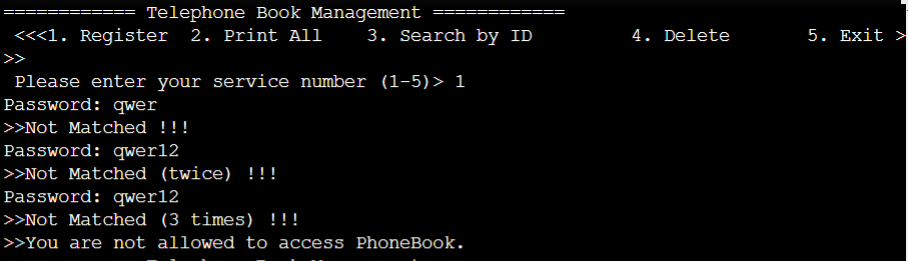 ============ Telephone Book Management ============
<<<1. Register 2. Print All 3. Search by ID 4. Delete 5. Exit >
>>
Please enter your service number (1-5)> 1
Password: qwer
>>Not Matched !!!
Password: qwer12
>>Not Matched (twice) !!!
Password: qwer12
>>Not Matched (3 times) !!!
>>You are not allowed to access PhoneBook.